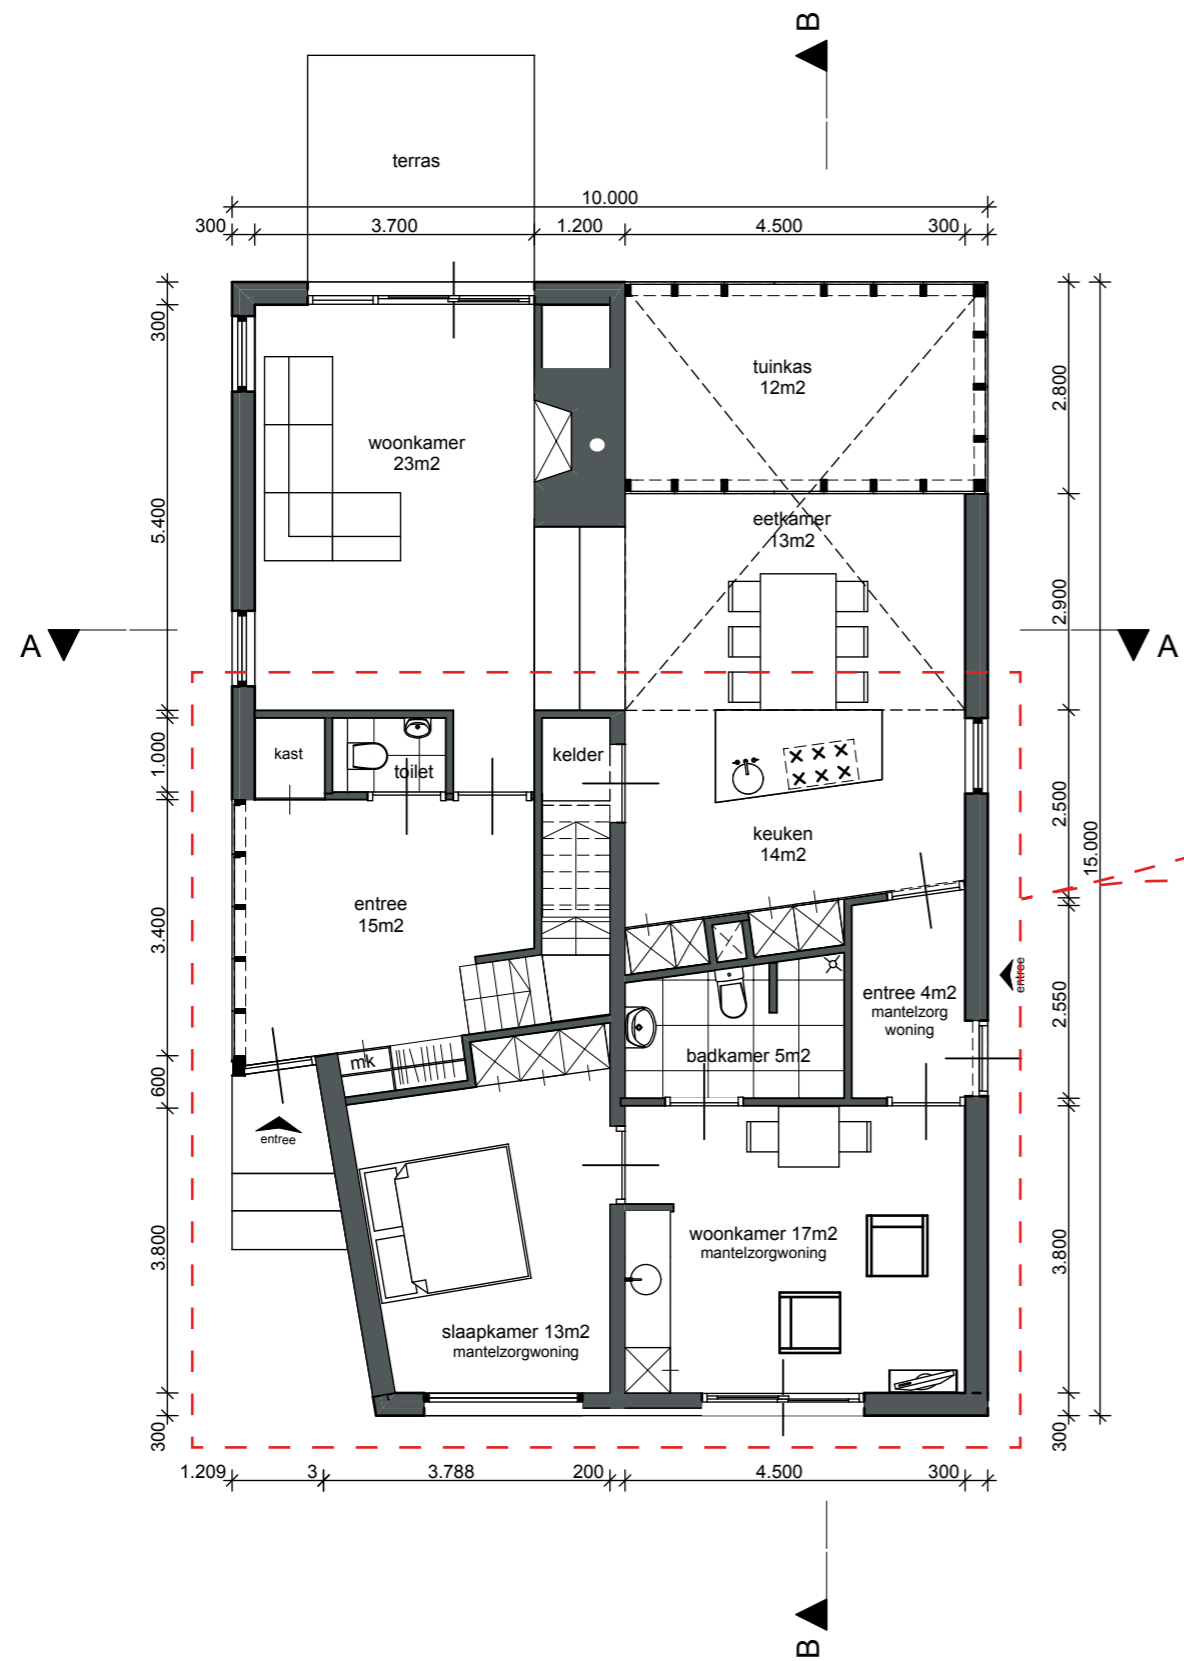 B
terras
10.000
300
3.700
1.200
4.500
300
300
5.400
1.000
3.400
600
3.800
300
2.800
2.900
2.500
2.550
3.800
300
15.000
tuinkas
12m2
woonkamer
23m2
eetkamer
13m2
A
A
kast
toilet
kelder
keuken
14m2
entree
15m2
entree 4m2
mantelzorg
woning
entree
mk
badkamer 5m2
entree
woonkamer 17m2
mantelzorgwoning
slaapkamer 13m2
mantelzorgwoning
1.209
3
3.788
200
4.500
300
B